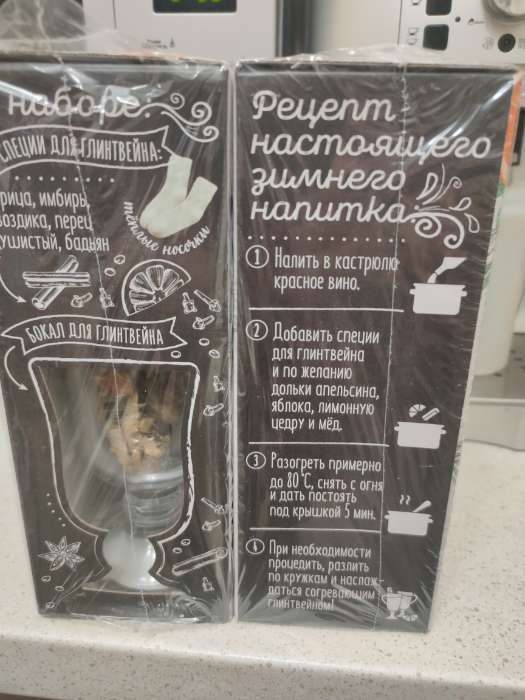 наборе:
СПЕЦИИ ДЛЯ ГЛИНТВЕЙНА:
рица, имбирь,
воздика, перец
ушистый, бадьян
тёплые носочки
БОКАЛ ДЛЯ ГЛИНТВЕЙНА
Рецепт
настоящего
зимнего
напитка
1 Налить в кастрюлю
красное вино.
2 Добавить специи
для глинтвейна
и по желанию
дольки апельсина,
яблока, лимонную
цедру и мёд.
3 Разогреть примерно
до 80°С, снять с огня
и дать постоять
под крышкой 5 мин.
4 При необходимости
процедить, разлить
по кружкам и наслаж-
даться согревающим
глинтвейном!